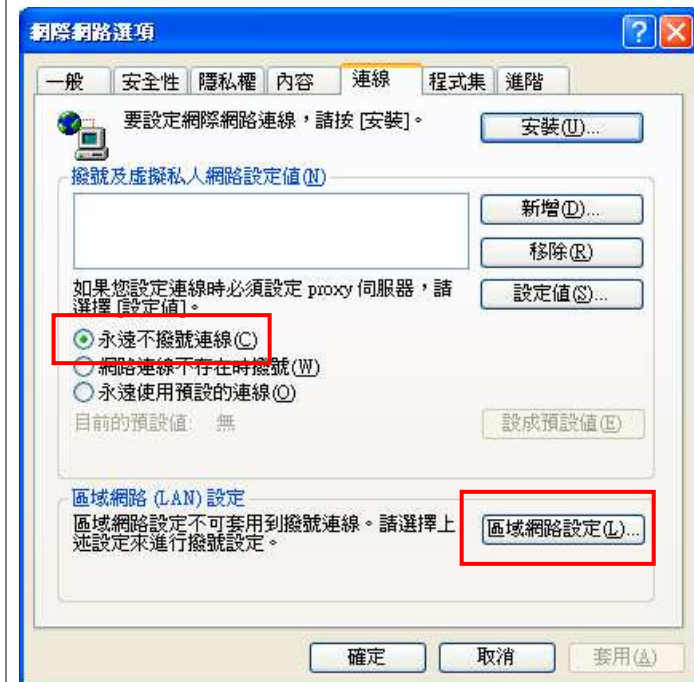 網際網路選項
一般 安全性 隱私權 內容 連線 程式集 進階
要設定網際網路連線，請按 [安裝]。
安裝(U)...
撥號及虛擬私人網路設定值(N)
新增(D)...
移除(R)
如果您設定連線時必須設定 proxy 伺服器，請
選擇 [設定值]。
設定值(S)...
永遠不撥號連線(C)
網路連線不存在時撥號(W)
永遠使用預設的連線(O)
目前的預設值: 無
設成預設值(E)
區域網路 (LAN) 設定
區域網路設定不可套用到撥號連線。請選擇上
述設定來進行撥號設定。
區域網路設定(L)...
確定 取消 套用(A)